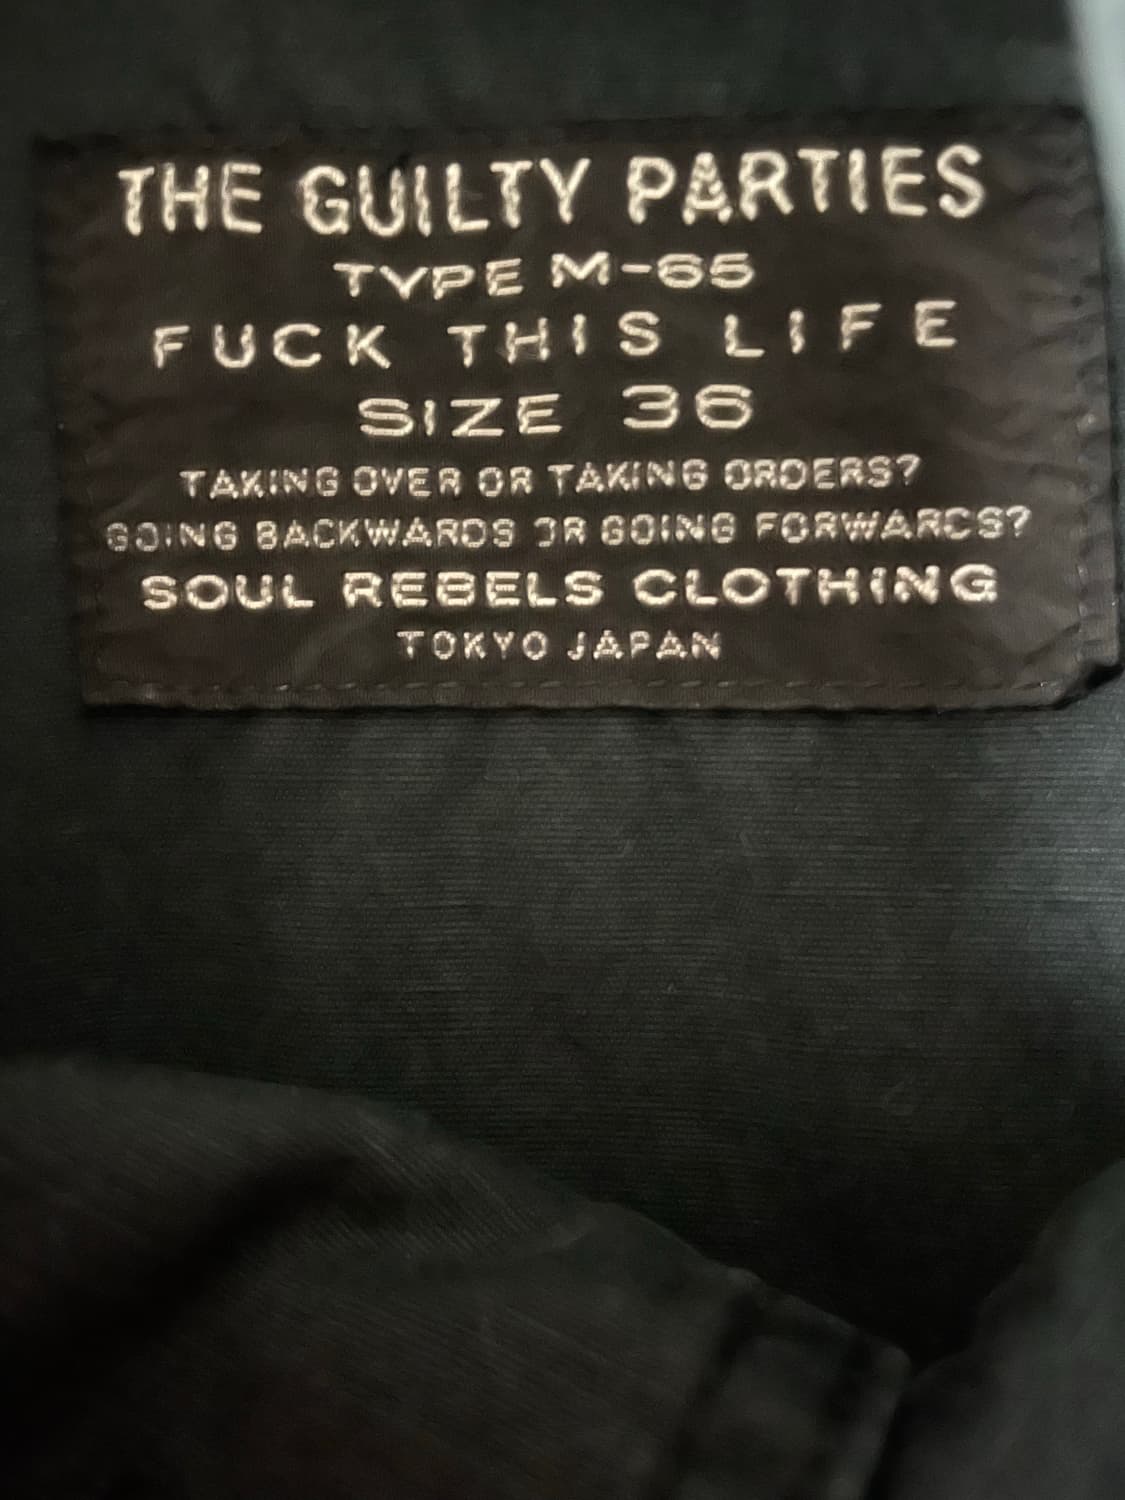 THE GUILTY PARTIES
TYPE M-65
FUCK THIS LIFE
SIZE 36
TAKING OVER OR TAKING ORDERS?
GOING BACKWARDS OR GOING FORWARDS?
SOUL REBELS CLOTHING
TOKYO JAPAN